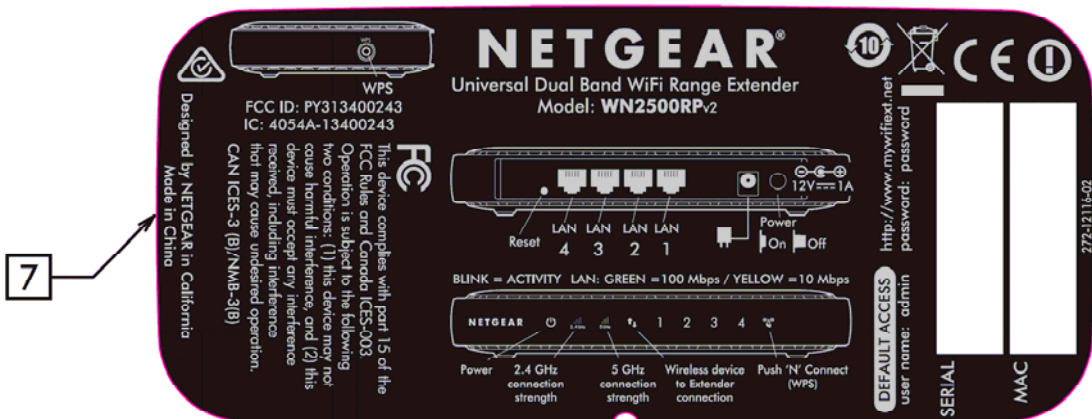 7
WPS
WPS
FCC ID: PY313400243
IC: 4054A-13400243
Designed by NETGEAR in California
Made in China
FC
This device complies with part 15 of the
FCC Rules and Canada ICES-003
Operation is subject to the following
two conditions: (1) this device may not
cause harmful interference, and (2) this
device must accept any interference
received, including interference
that may cause undesired operation.
CAN ICES-3 (B)/NMB-3(B)
NETGEAR®
Universal Dual Band WiFi Range Extender
Model: WN2500RPv2
12V 1A
Reset
LAN 4
LAN 3
LAN 2
LAN 1
Power
On Off
BLINK = ACTIVITY LAN: GREEN =100 Mbps / YELLOW =10 Mbps
NETGEAR 2.4 GHz 5 GHz 1 2 3 4
Power
2.4 GHz
connection
strength
5 GHz
connection
strength
Wireless device
to Extender
connection
Push 'N' Connect
(WPS)
10
CE
http://www.mywifiext.net
password: password
DEFAULT ACCESS
user name: admin
SERIAL
MAC
272-11116-02